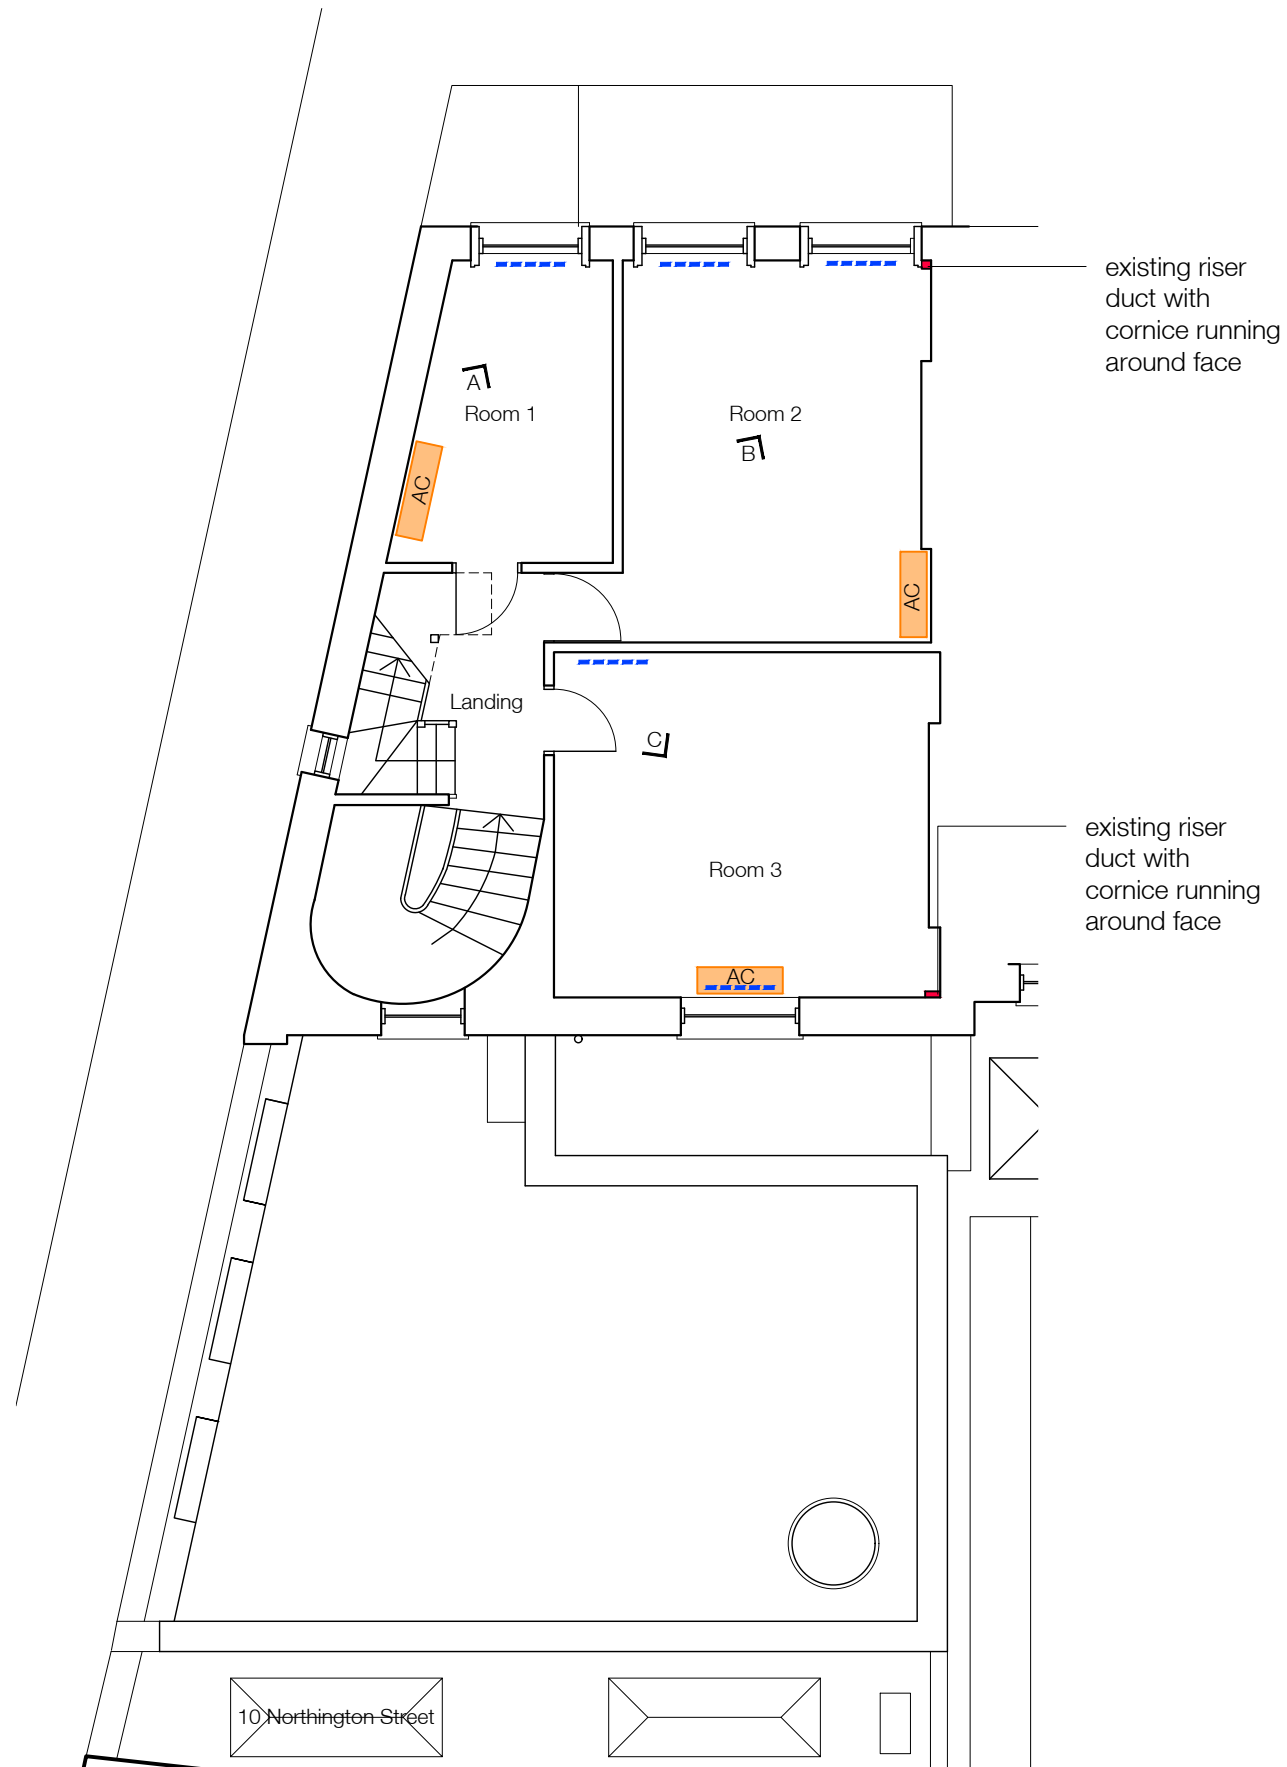 existing riser
duct with
cornice running
around face
A
Room 1
Room 2
B
AC
AC
Landing
C
existing riser
duct with
cornice running
around face
Room 3
AC
10 Northington Street